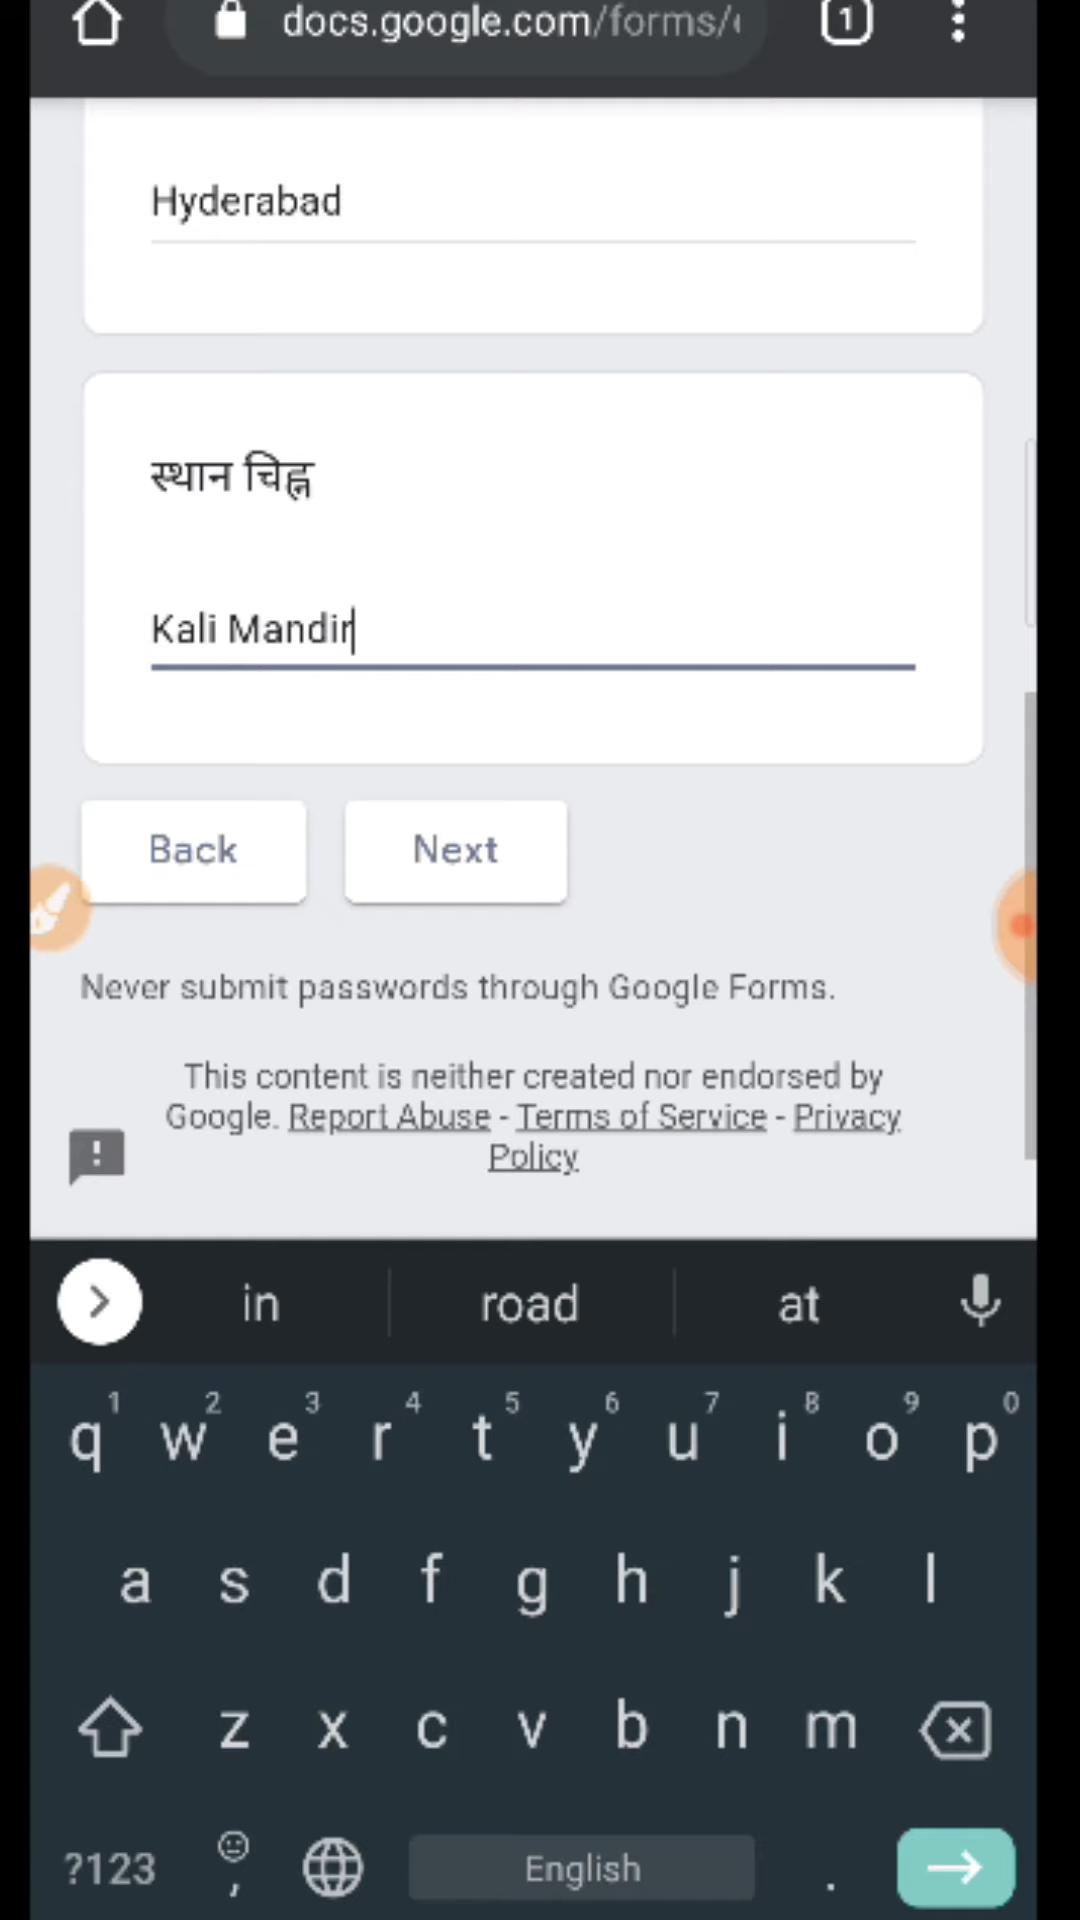 docs.google.com/forms/
1
Hyderabad
स्थान चिह्न
Kali Mandir
Back Next
Never submit passwords through Google Forms.
This content is neither created nor endorsed by
Google. Report Abuse - Terms of Service - Privacy
Policy
in road at
1 2 3 4 5 6 7 8 9 0
q w e r t y u i o p
a s d f g h j k l
z x c v b n m
?123 , English .